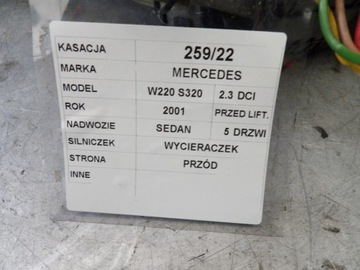 KASACJA 259/22
MARKA MERCEDES
MODEL W220 S320 2.3 DCI
ROK 2001 PRZED LIFT.
NADWOZIE SEDAN 5 DRZWI
SILNICZEK WYCIERACZEK
STRONA PRZÓD
INNE